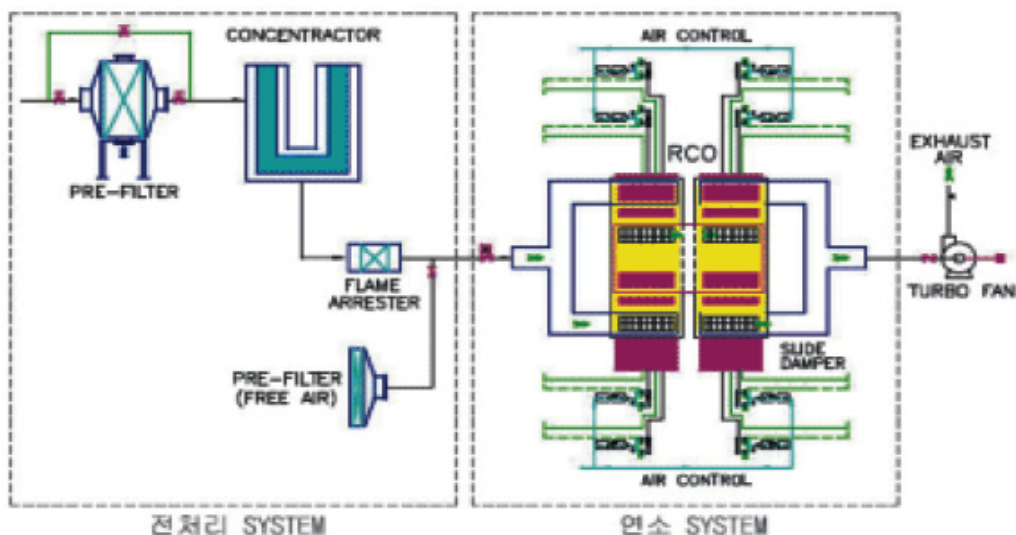 CONCENTRACTOR
PRE-FILTER
FLAME
ARRESTER
PRE-FILTER
(FREE AIR)
전처리 SYSTEM
AIR CONTROL
RCO
SLIDE
DAMPER
AIR CONTROL
연소 SYSTEM
EXHAUST
AIR
TURBO FAN